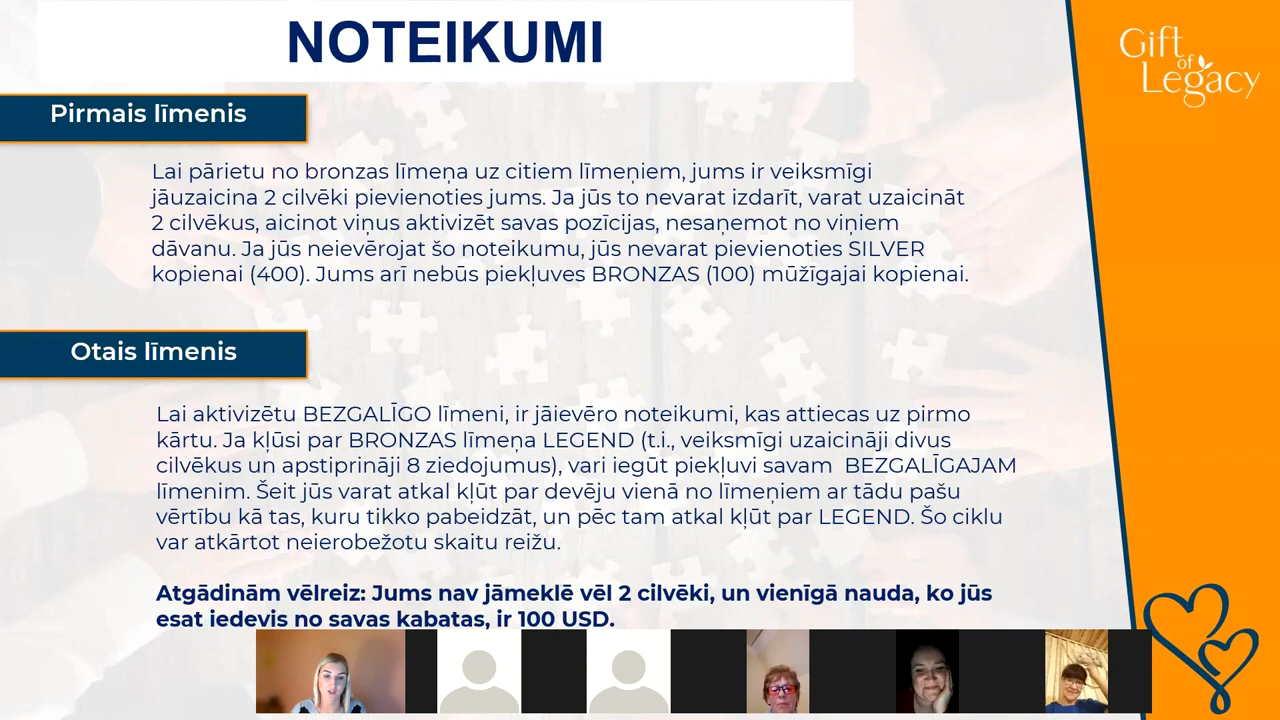 NOTEIKUMI
Gift
of
Legacy
Pirmais līmenis
Lai pārietu no bronzas līmeņa uz citiem līmeņiem, jums ir veiksmīgi
jāuzaicina 2 cilvēki pievienoties jums. Ja jūs to nevarat izdarīt, varat uzaicināt
2 cilvēkus, aicinot viņus aktivizēt savas pozīcijas, nesaņemot no viņiem
dāvanu. Ja jūs neievērojat šo noteikumu, jūs nevarat pievienoties SILVER
kopienai (400). Jums arī nebūs piekļuves BRONZAS (100) mūžīgajai kopienai.
Otais līmenis
Lai aktivizētu BEZGALĪGO līmeni, ir jāievēro noteikumi, kas attiecas uz pirmo
kārtu. Ja kļūsi par BRONZAS līmeņa LEGEND (t.i., veiksmīgi uzaicināji divus
cilvēkus un apstiprināji 8 ziedojumus), vari iegūt piekļuvi savam BEZGALĪGAJAM
līmenim. Šeit jūs varat atkal kļūt par devēju vienā no līmeņiem ar tādu pašu
vērtību kā tas, kuru tikko pabeidzāt, un pēc tam atkal kļūt par LEGEND. Šo ciklu
var atkārtot neierobežotu skaitu reižu.
Atgādinām vēlreiz: Jums nav jāmeklē vēl 2 cilvēki, un vienīgā nauda, ko jūs
esat iedevis no savas kabatas, ir 100 USD.